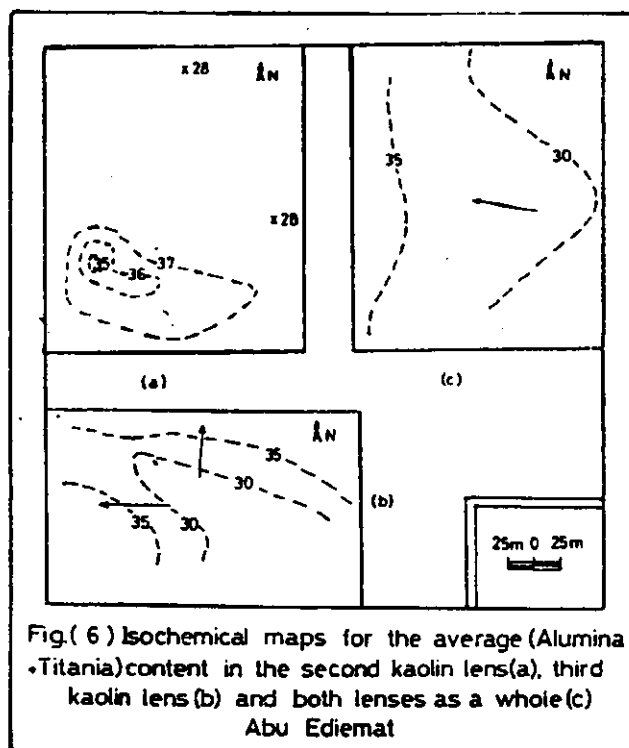 x 28
N
x 28
35
36
37
(a)
N
35
30
(c)
N
35
30
35
30
(b)
25m 0 25m
Fig.( 6 ) Isochemical maps for the average (Alumina
+Titania)content in the second kaolin lens(a), third
kaolin lens(b) and both lenses as a whole(c)
Abu Ediemat